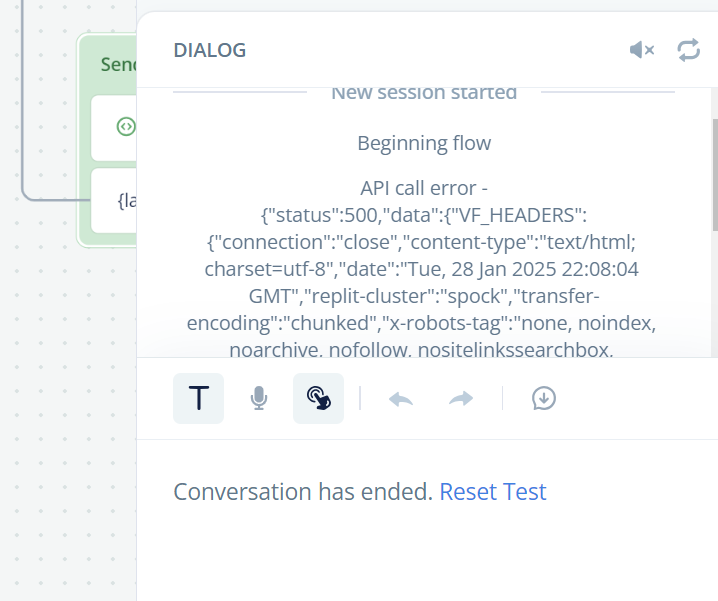 Send
DIALOG
New session started
Beginning flow
API call error -
{"status":500,"data":{"VF_HEADERS":
{"connection":"close","content-type":"text/html;
charset=utf-8","date":"Tue, 28 Jan 2025 22:08:04
GMT","replit-cluster":"spock","transfer-
encoding":"chunked","x-robots-tag":"none, noindex,
noarchive, nofollow, nositelinkssearchbox,
{la
T
Conversation has ended. Reset Test